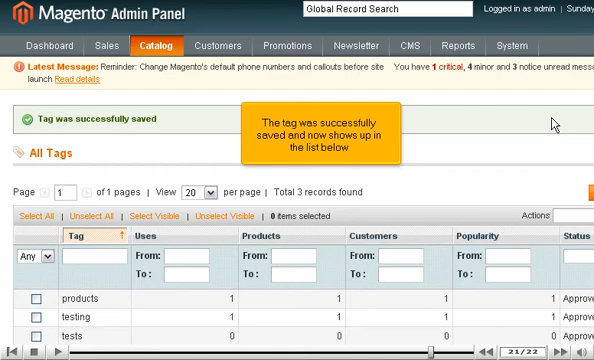 Magento Admin Panel
Global Record Search
Logged in as admin | Sunday
Dashboard Sales Catalog Customers Promotions Newsletter CMS Reports System
Latest Message: Reminder: Change Magento's default phone numbers and callouts before site launch Read details
You have 1 critical, 4 minor and 3 notice unread mess
Tag was successfully saved
The tag was successfully
saved and now shows up in
the list below
All Tags
Page 1 of 1 pages | View 20 per page | Total 3 records found
Select All | Unselect All | Select Visible | Unselect Visible | 0 items selected Actions
Tag Uses Products Customers Popularity Status
Any From: From: From: From:
To : To : To : To :
products 1 1 1 1 Approve
testing 1 1 1 1 Approve
tests 0 0 0 0 Approve
21/22